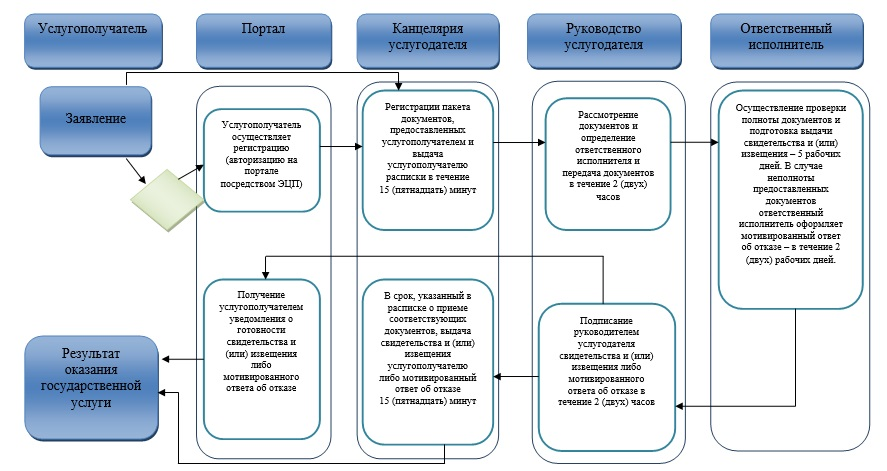 Услугополучатель
Портал
Канцелярия
услугодателя
Руководство
услугодателя
Ответственный
исполнитель
Заявление
Услугополучатель
осуществляет
регистрацию
(авторизацию на
портале
посредством ЭЦП)
Регистрации пакета
документов,
предоставленных
услугополучателем и
выдача
услугополучателю
расписки в течение
15 (пятнадцать) минут
Рассмотрение
документов и
определение
ответственного
исполнителя и
передача документов
в течение 2 (двух)
часов
Осуществление проверки
полноты документов и
подготовка выдачи
свидетельства и (или)
извещения – 5 рабочих
дней. В случае
неполноты
предоставленных
документов
ответственный
исполнитель оформляет
мотивированный ответ
об отказе – в течение 2
(двух) рабочих дней.
Результат
оказания
государственной
услуги
Получение
услугополучателем
уведомления о
готовности
свидетельства и
(или) извещения
либо
мотивированного
ответа об отказе
В срок, указанный в
расписке о приеме
соответствующих
документов, выдача
свидетельства и (или)
извещения
услугополучателю
либо мотивированный
ответ об отказе
15 (пятнадцать) минут
Подписание
руководителем
услугодателя
свидетельства и (или)
извещения либо
мотивированного
ответа об отказе в
течение 2 (двух) часов